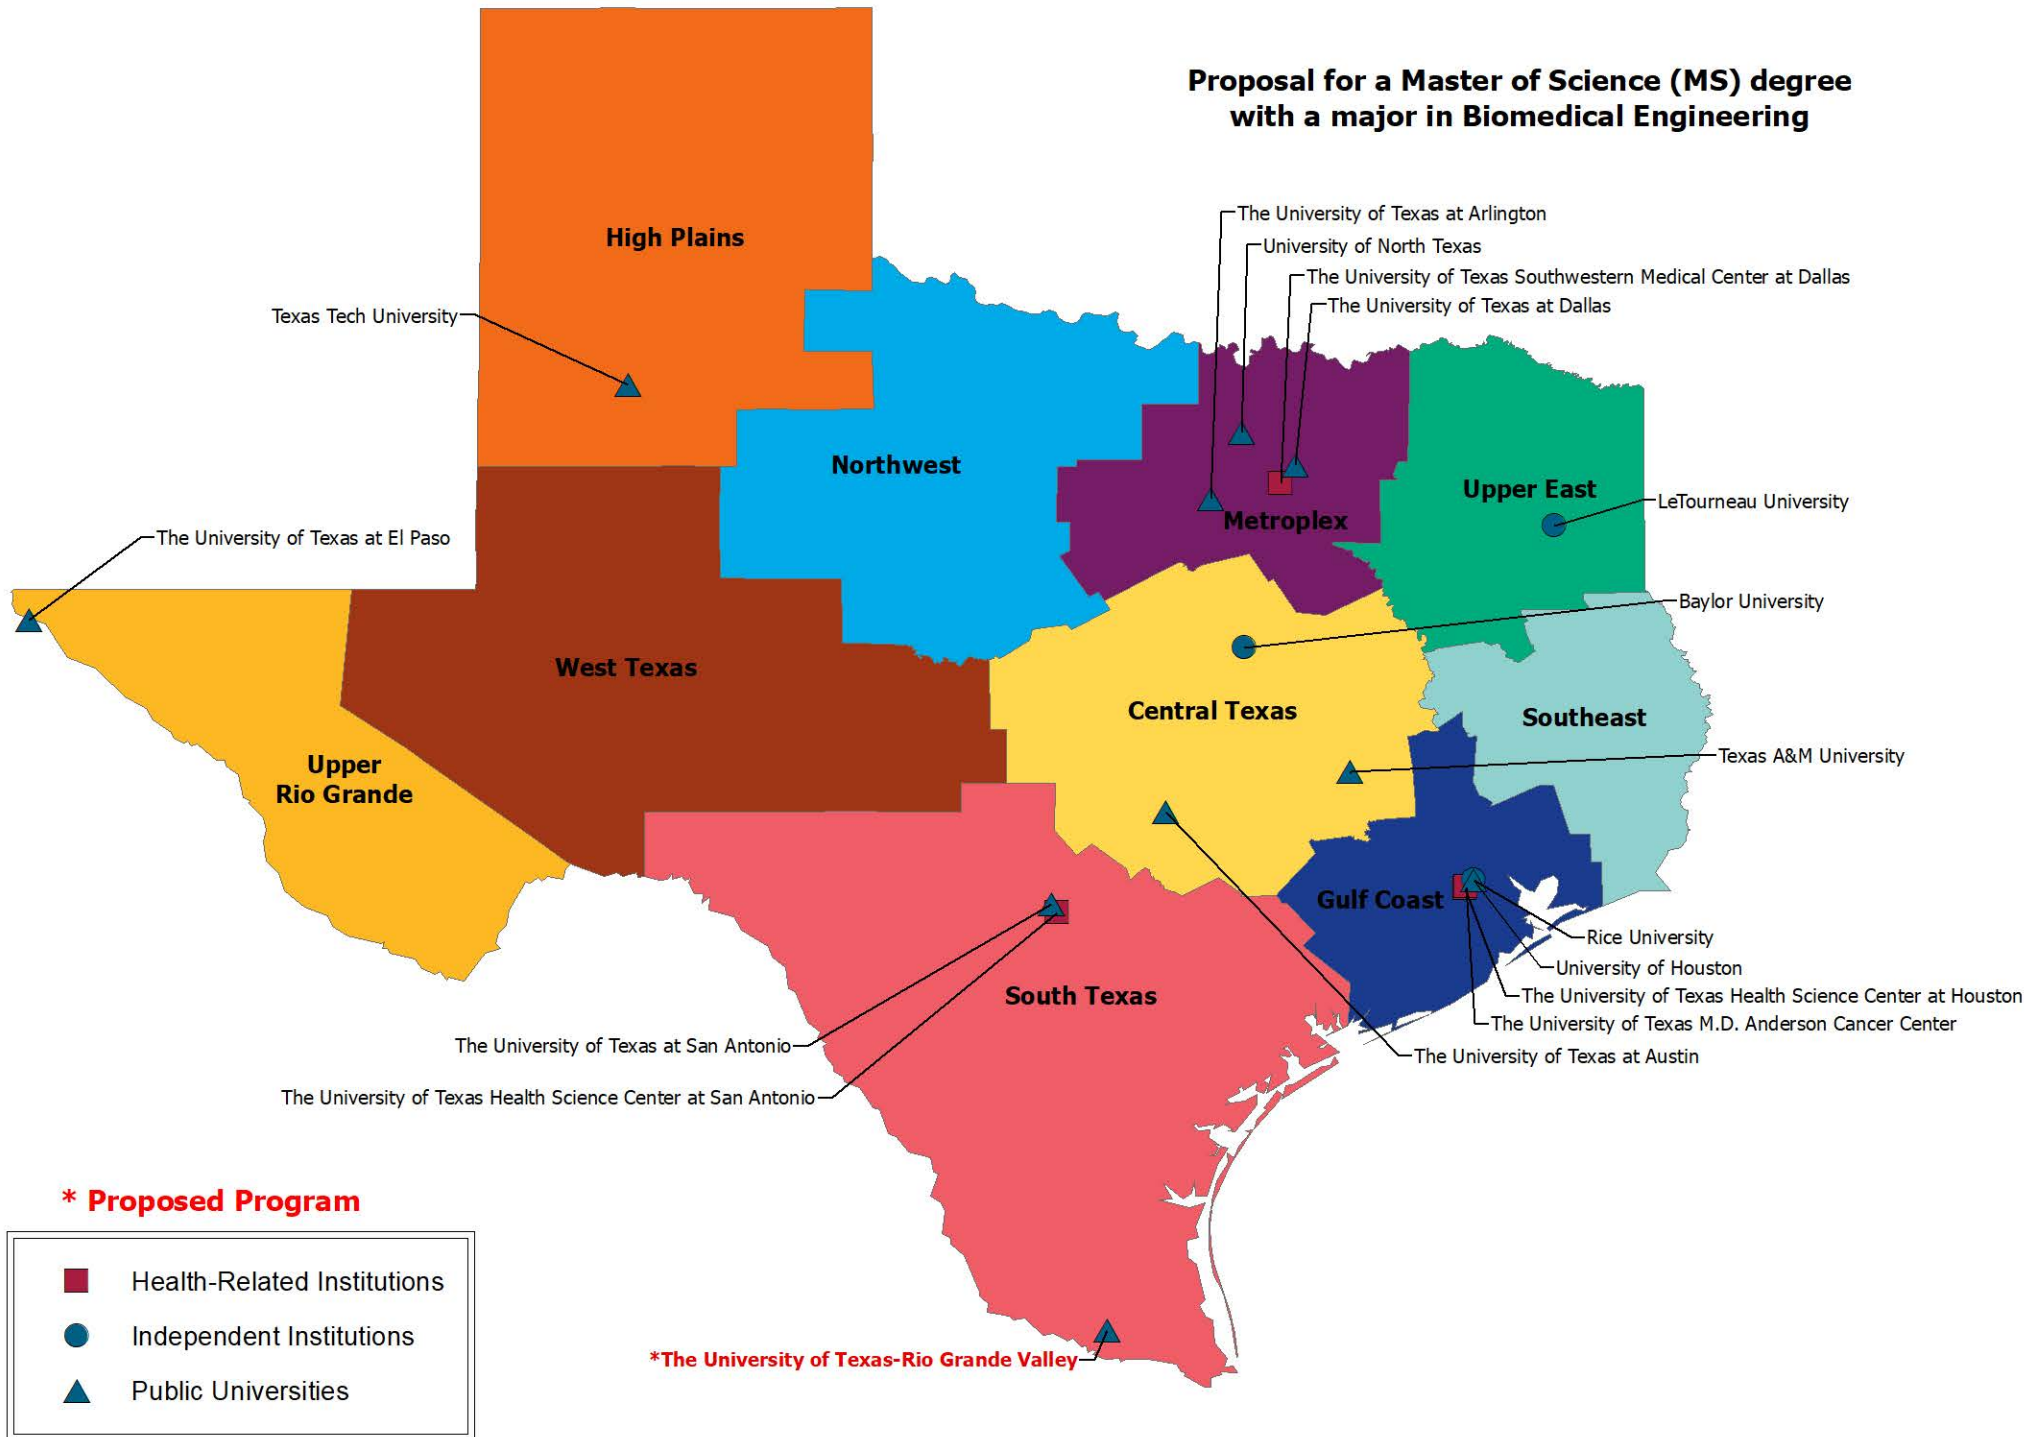 Proposal for a Master of Science (MS) degree
with a major in Biomedical Engineering
The University of Texas at Arlington
High Plains
University of North Texas
The University of Texas Southwestern Medical Center at Dallas
The University of Texas at Dallas
Texas Tech University
Northwest
Upper East
LeTourneau University
Metroplex
The University of Texas at El Paso
Baylor University
West Texas
Central Texas
Southeast
Texas A&M University
Upper
Rio Grande
Gulf Coast
Rice University
University of Houston
South Texas
The University of Texas Health Science Center at Houston
The University of Texas M.D. Anderson Cancer Center
The University of Texas at San Antonio
The University of Texas at Austin
The University of Texas Health Science Center at San Antonio
* Proposed Program
Health-Related Institutions
Independent Institutions
*The University of Texas-Rio Grande Valley
Public Universities